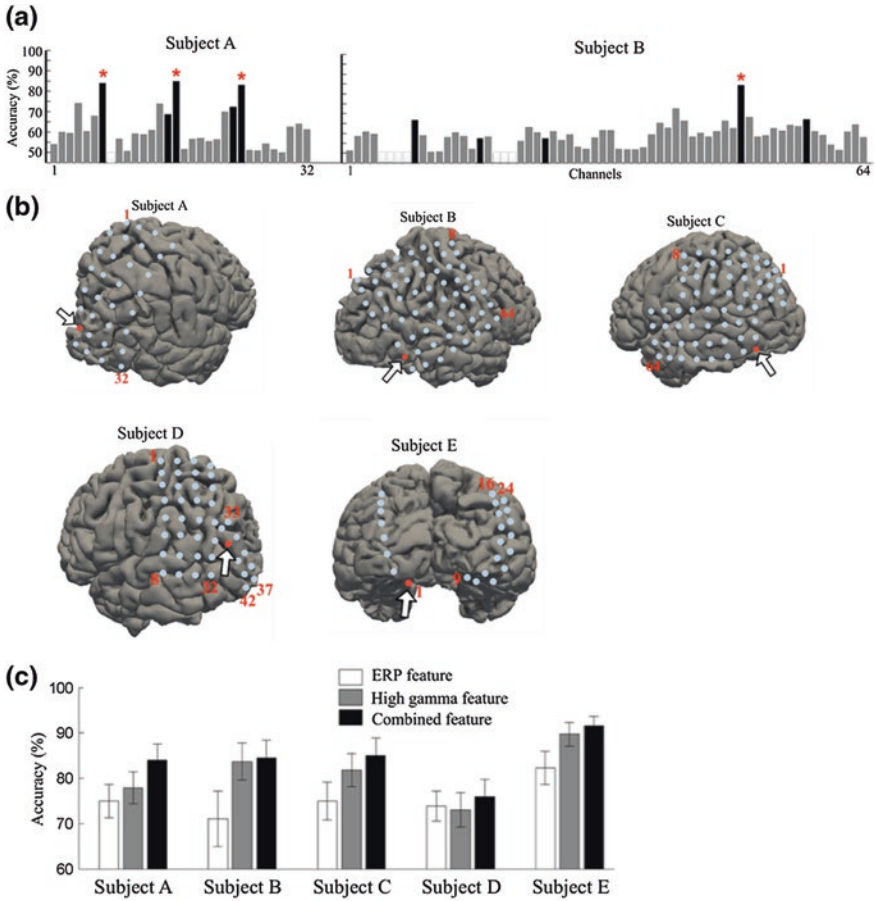 (a)
Subject A
Subject B
Accuracy (%)
100
90
80
70
60
50
* * * *
1 32 1 Channels 64
(b)
Subject A
1
32
Subject B
1
8
64
Subject C
8
1
64
Subject D
1
33
8
32
37
42
Subject E
16 24
1
9
(c)
ERP feature
High gamma feature
Combined feature
Accuracy (%)
100
90
80
70
60
Subject A Subject B Subject C Subject D Subject E